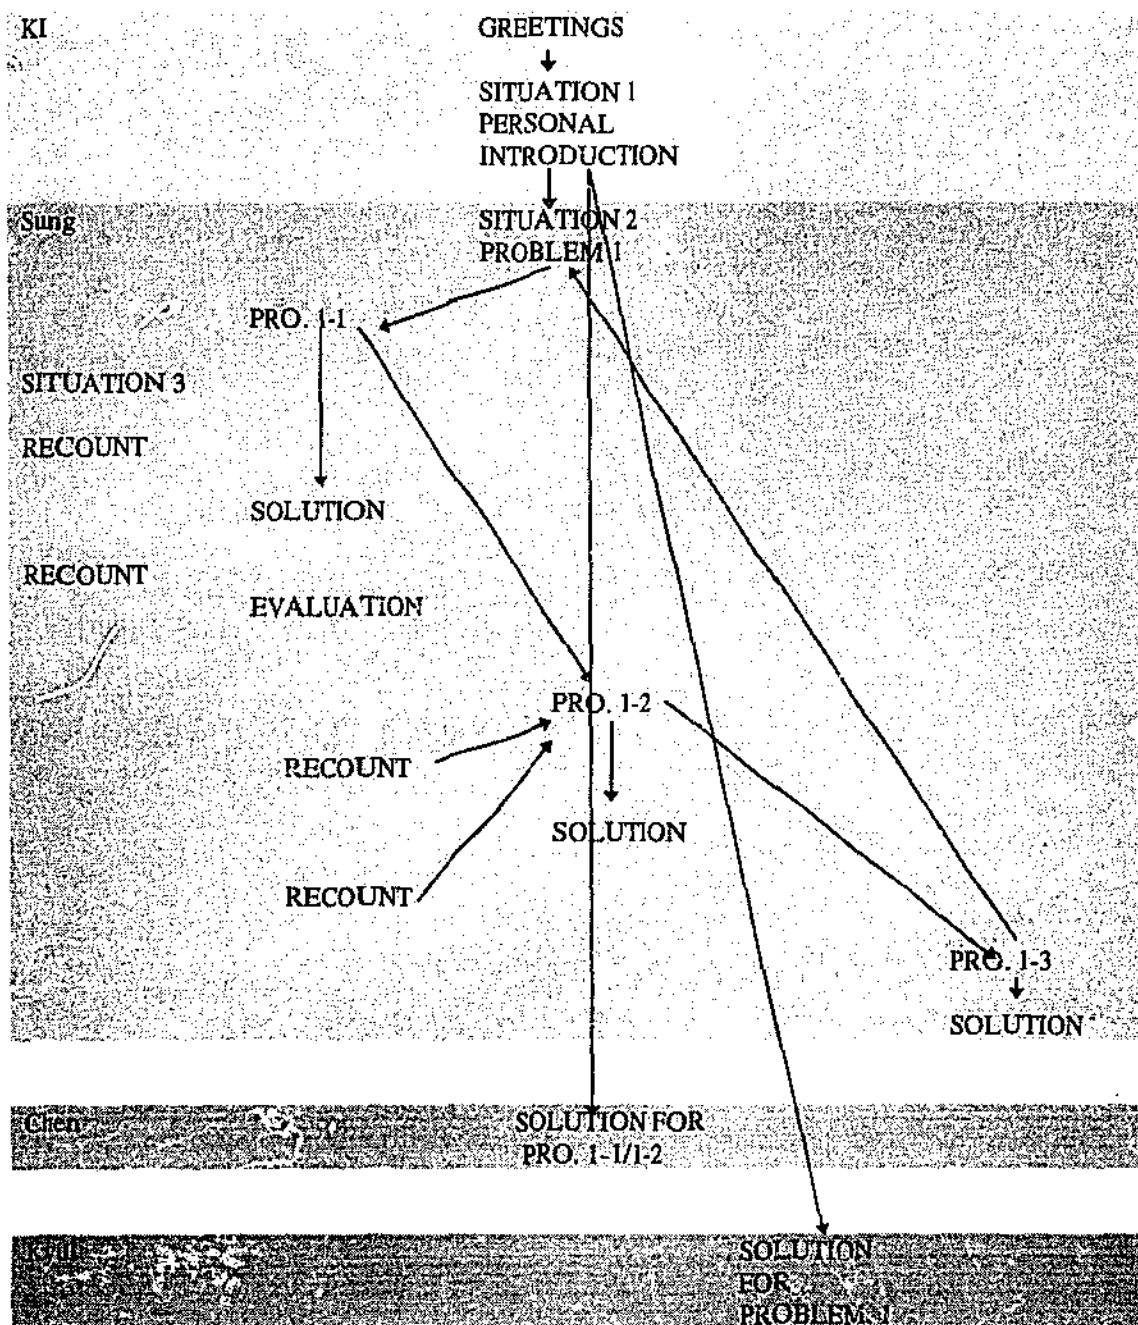 KI
GREETINGS
SITUATION 1
PERSONAL
INTRODUCTION
Sung
SITUATION 2
PROBLEM 1
PRO. 1-1
SITUATION 3
RECOUNT
SOLUTION
RECOUNT
EVALUATION
PRO. 1-2
RECOUNT
SOLUTION
RECOUNT
PRO. 1-3
SOLUTION
Chen
SOLUTION FOR
PRO. 1-1/1-2
SOLUTION
FOR
PROBLEM 1